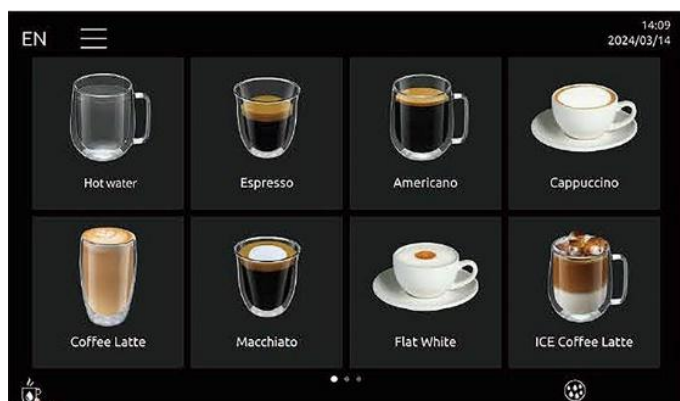 EN
14:09
2024/03/14
Hot water
Espresso
Americano
Cappuccino
Coffee Latte
Macchiato
Flat White
ICE Coffee Latte